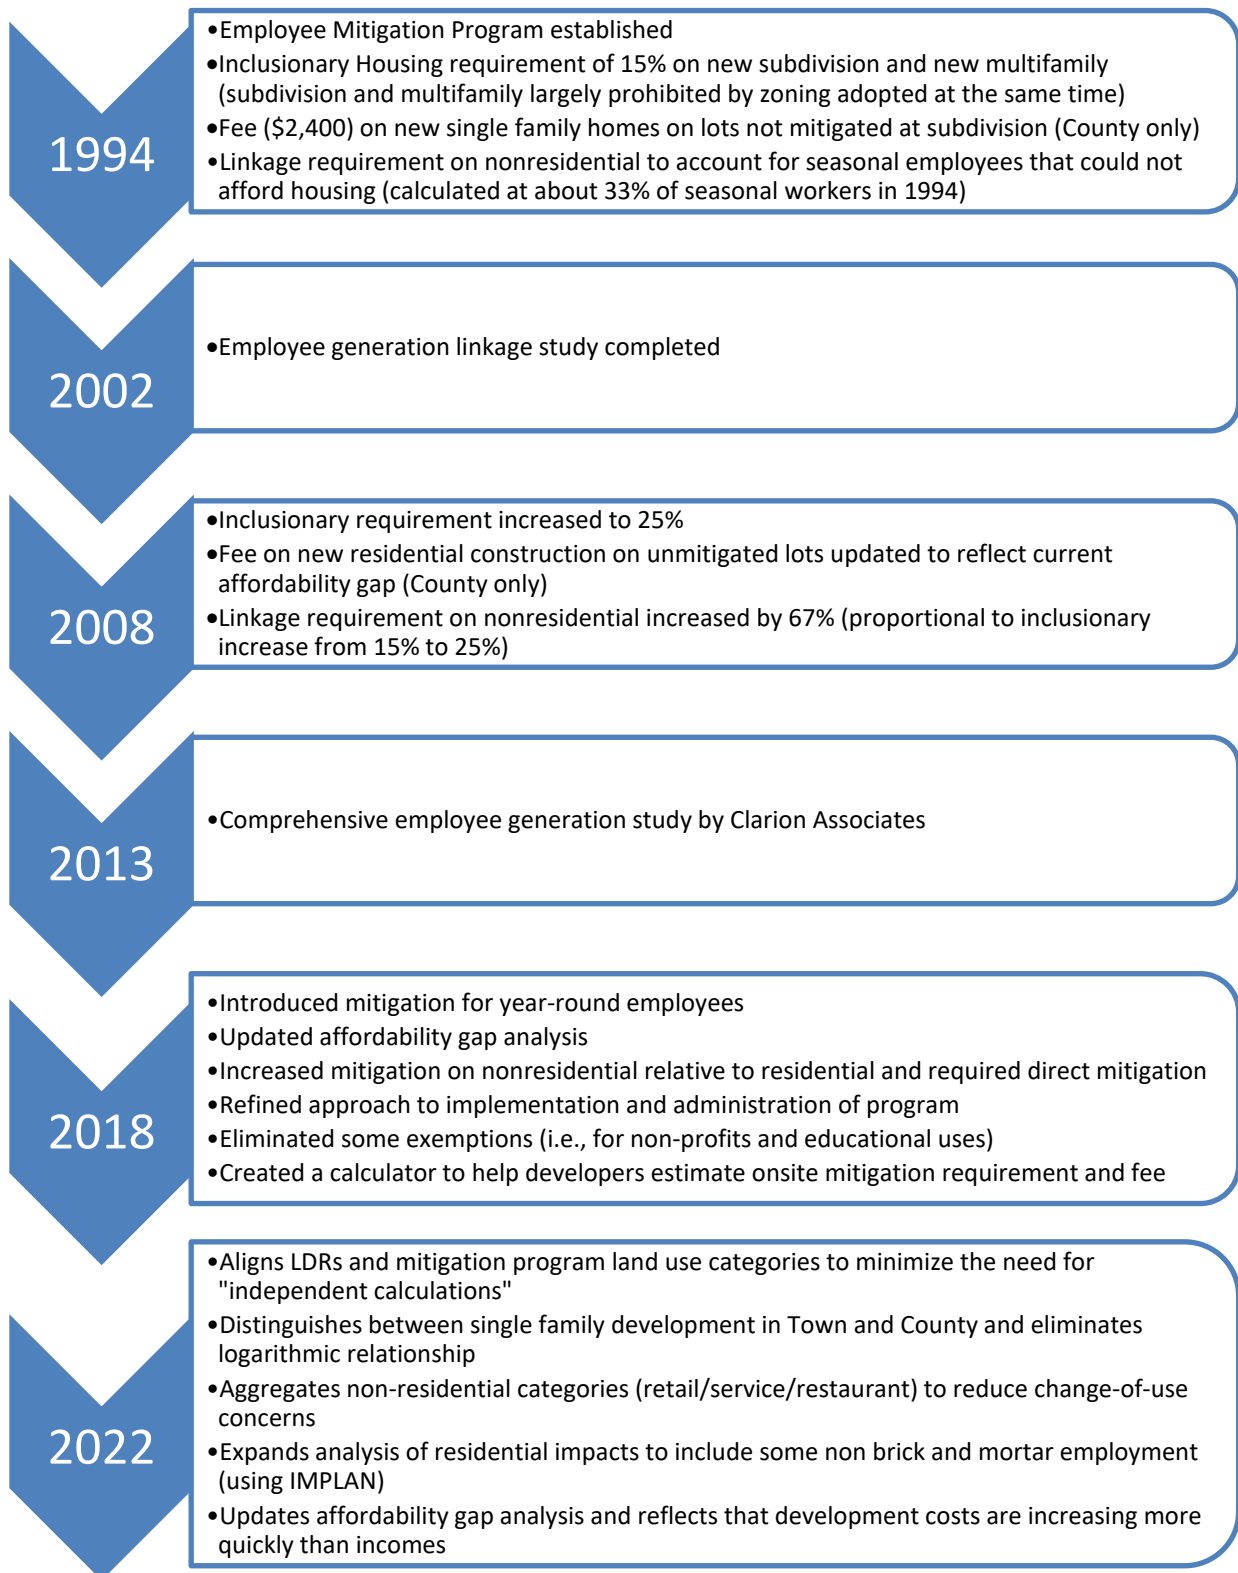 1994
•Employee Mitigation Program established
•Inclusionary Housing requirement of 15% on new subdivision and new multifamily
(subdivision and multifamily largely prohibited by zoning adopted at the same time)
•Fee ($2,400) on new single family homes on lots not mitigated at subdivision (County only)
•Linkage requirement on nonresidential to account for seasonal employees that could not
afford housing (calculated at about 33% of seasonal workers in 1994)
2002
•Employee generation linkage study completed
2008
•Inclusionary requirement increased to 25%
•Fee on new residential construction on unmitigated lots updated to reflect current
affordability gap (County only)
•Linkage requirement on nonresidential increased by 67% (proportional to inclusionary
increase from 15% to 25%)
2013
•Comprehensive employee generation study by Clarion Associates
2018
•Introduced mitigation for year-round employees
•Updated affordability gap analysis
•Increased mitigation on nonresidential relative to residential and required direct mitigation
•Refined approach to implementation and administration of program
•Eliminated some exemptions (i.e., for non-profits and educational uses)
•Created a calculator to help developers estimate onsite mitigation requirement and fee
2022
•Aligns LDRs and mitigation program land use categories to minimize the need for
"independent calculations"
•Distinguishes between single family development in Town and County and eliminates
logarithmic relationship
•Aggregates non-residential categories (retail/service/restaurant) to reduce change-of-use
concerns
•Expands analysis of residential impacts to include some non brick and mortar employment
(using IMPLAN)
•Updates affordability gap analysis and reflects that development costs are increasing more
quickly than incomes